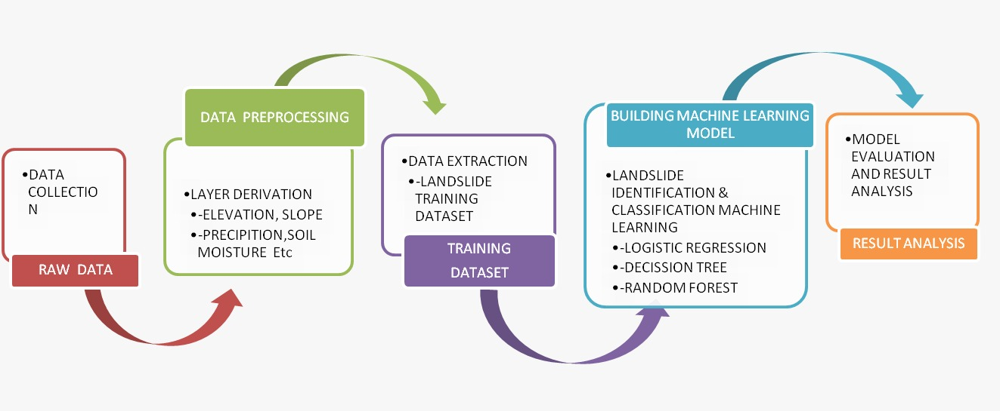 •DATA
COLLECTIO
N
RAW DATA
DATA PREPROCESSING
•LAYER DERIVATION
•-ELEVATION, SLOPE
•-PRECIPITION,SOIL
MOISTURE Etc
•DATA EXTRACTION
•-LANDSLIDE
TRAINING
DATASET
TRAINING
DATASET
BUILDING MACHINE LEARNING
MODEL
•LANDSLIDE
IDENTIFICATION &
CLASSIFICATION MACHINE
LEARNING
•-LOGISTIC REGRESSION
•-DECISSION TREE
•-RANDOM FOREST
•MODEL
EVALUATION
AND RESULT
ANALYSIS
RESULT ANALYSIS